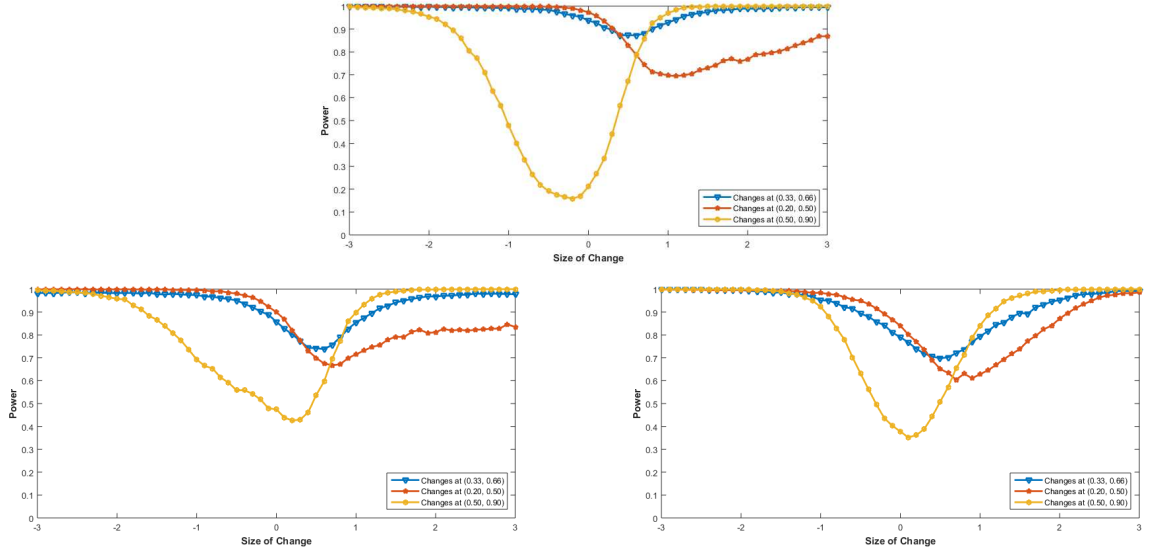 1
0.9
0.8
0.7
0.6
0.5
0.4
0.3
0.2
0.1
0
Power
-3 -2 -1 0 1 2 3
Size of Change
Changes at (0.33, 0.66)
Changes at (0.20, 0.50)
Changes at (0.50, 0.90)
1
0.9
0.8
0.7
0.6
0.5
0.4
0.3
0.2
0.1
0
Power
-3 -2 -1 0 1 2 3
Size of Change
Changes at (0.33, 0.66)
Changes at (0.20, 0.50)
Changes at (0.50, 0.90)
1
0.9
0.8
0.7
0.6
0.5
0.4
0.3
0.2
0.1
0
Power
-3 -2 -1 0 1 2 3
Size of Change
Changes at (0.33, 0.66)
Changes at (0.20, 0.50)
Changes at (0.50, 0.90)